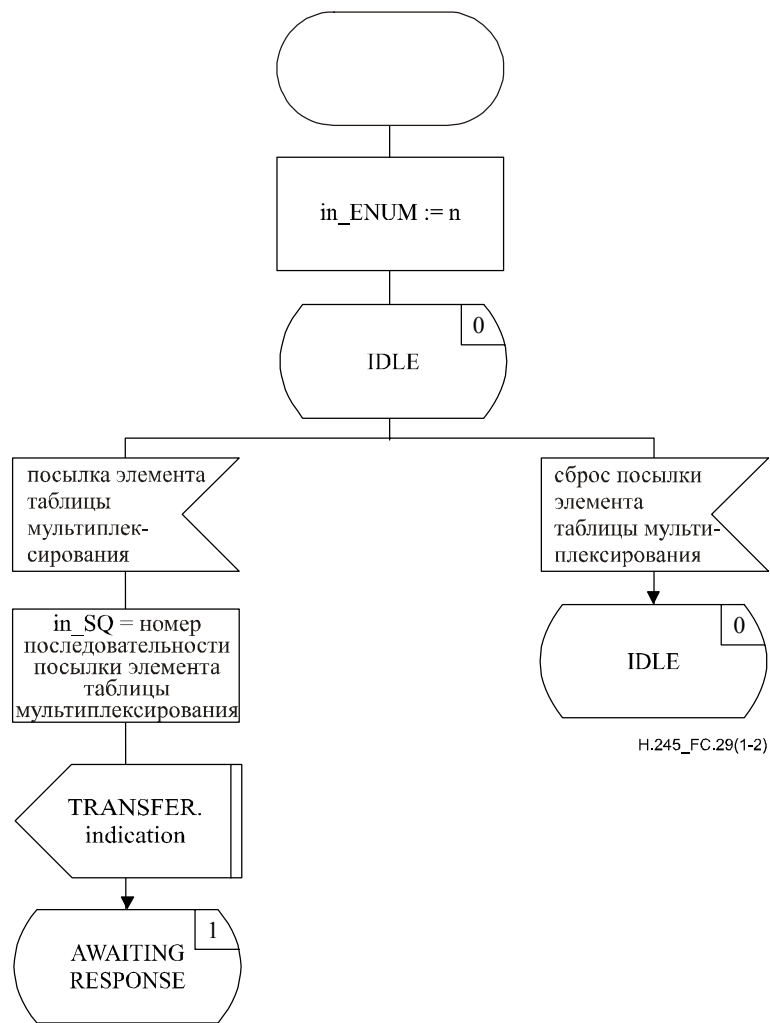 in_ENUM := n
0
IDLE
посылка элемента
таблицы
мультиплек-
сирования
сброс посылки
элемента
таблицы мульти-
плексирования
in_SQ = номер
последовательности
посылки элемента
таблицы
мультиплексирования
0
IDLE
H.245_FC.29(1-2)
TRANSFER.
indication
1
AWAITING
RESPONSE